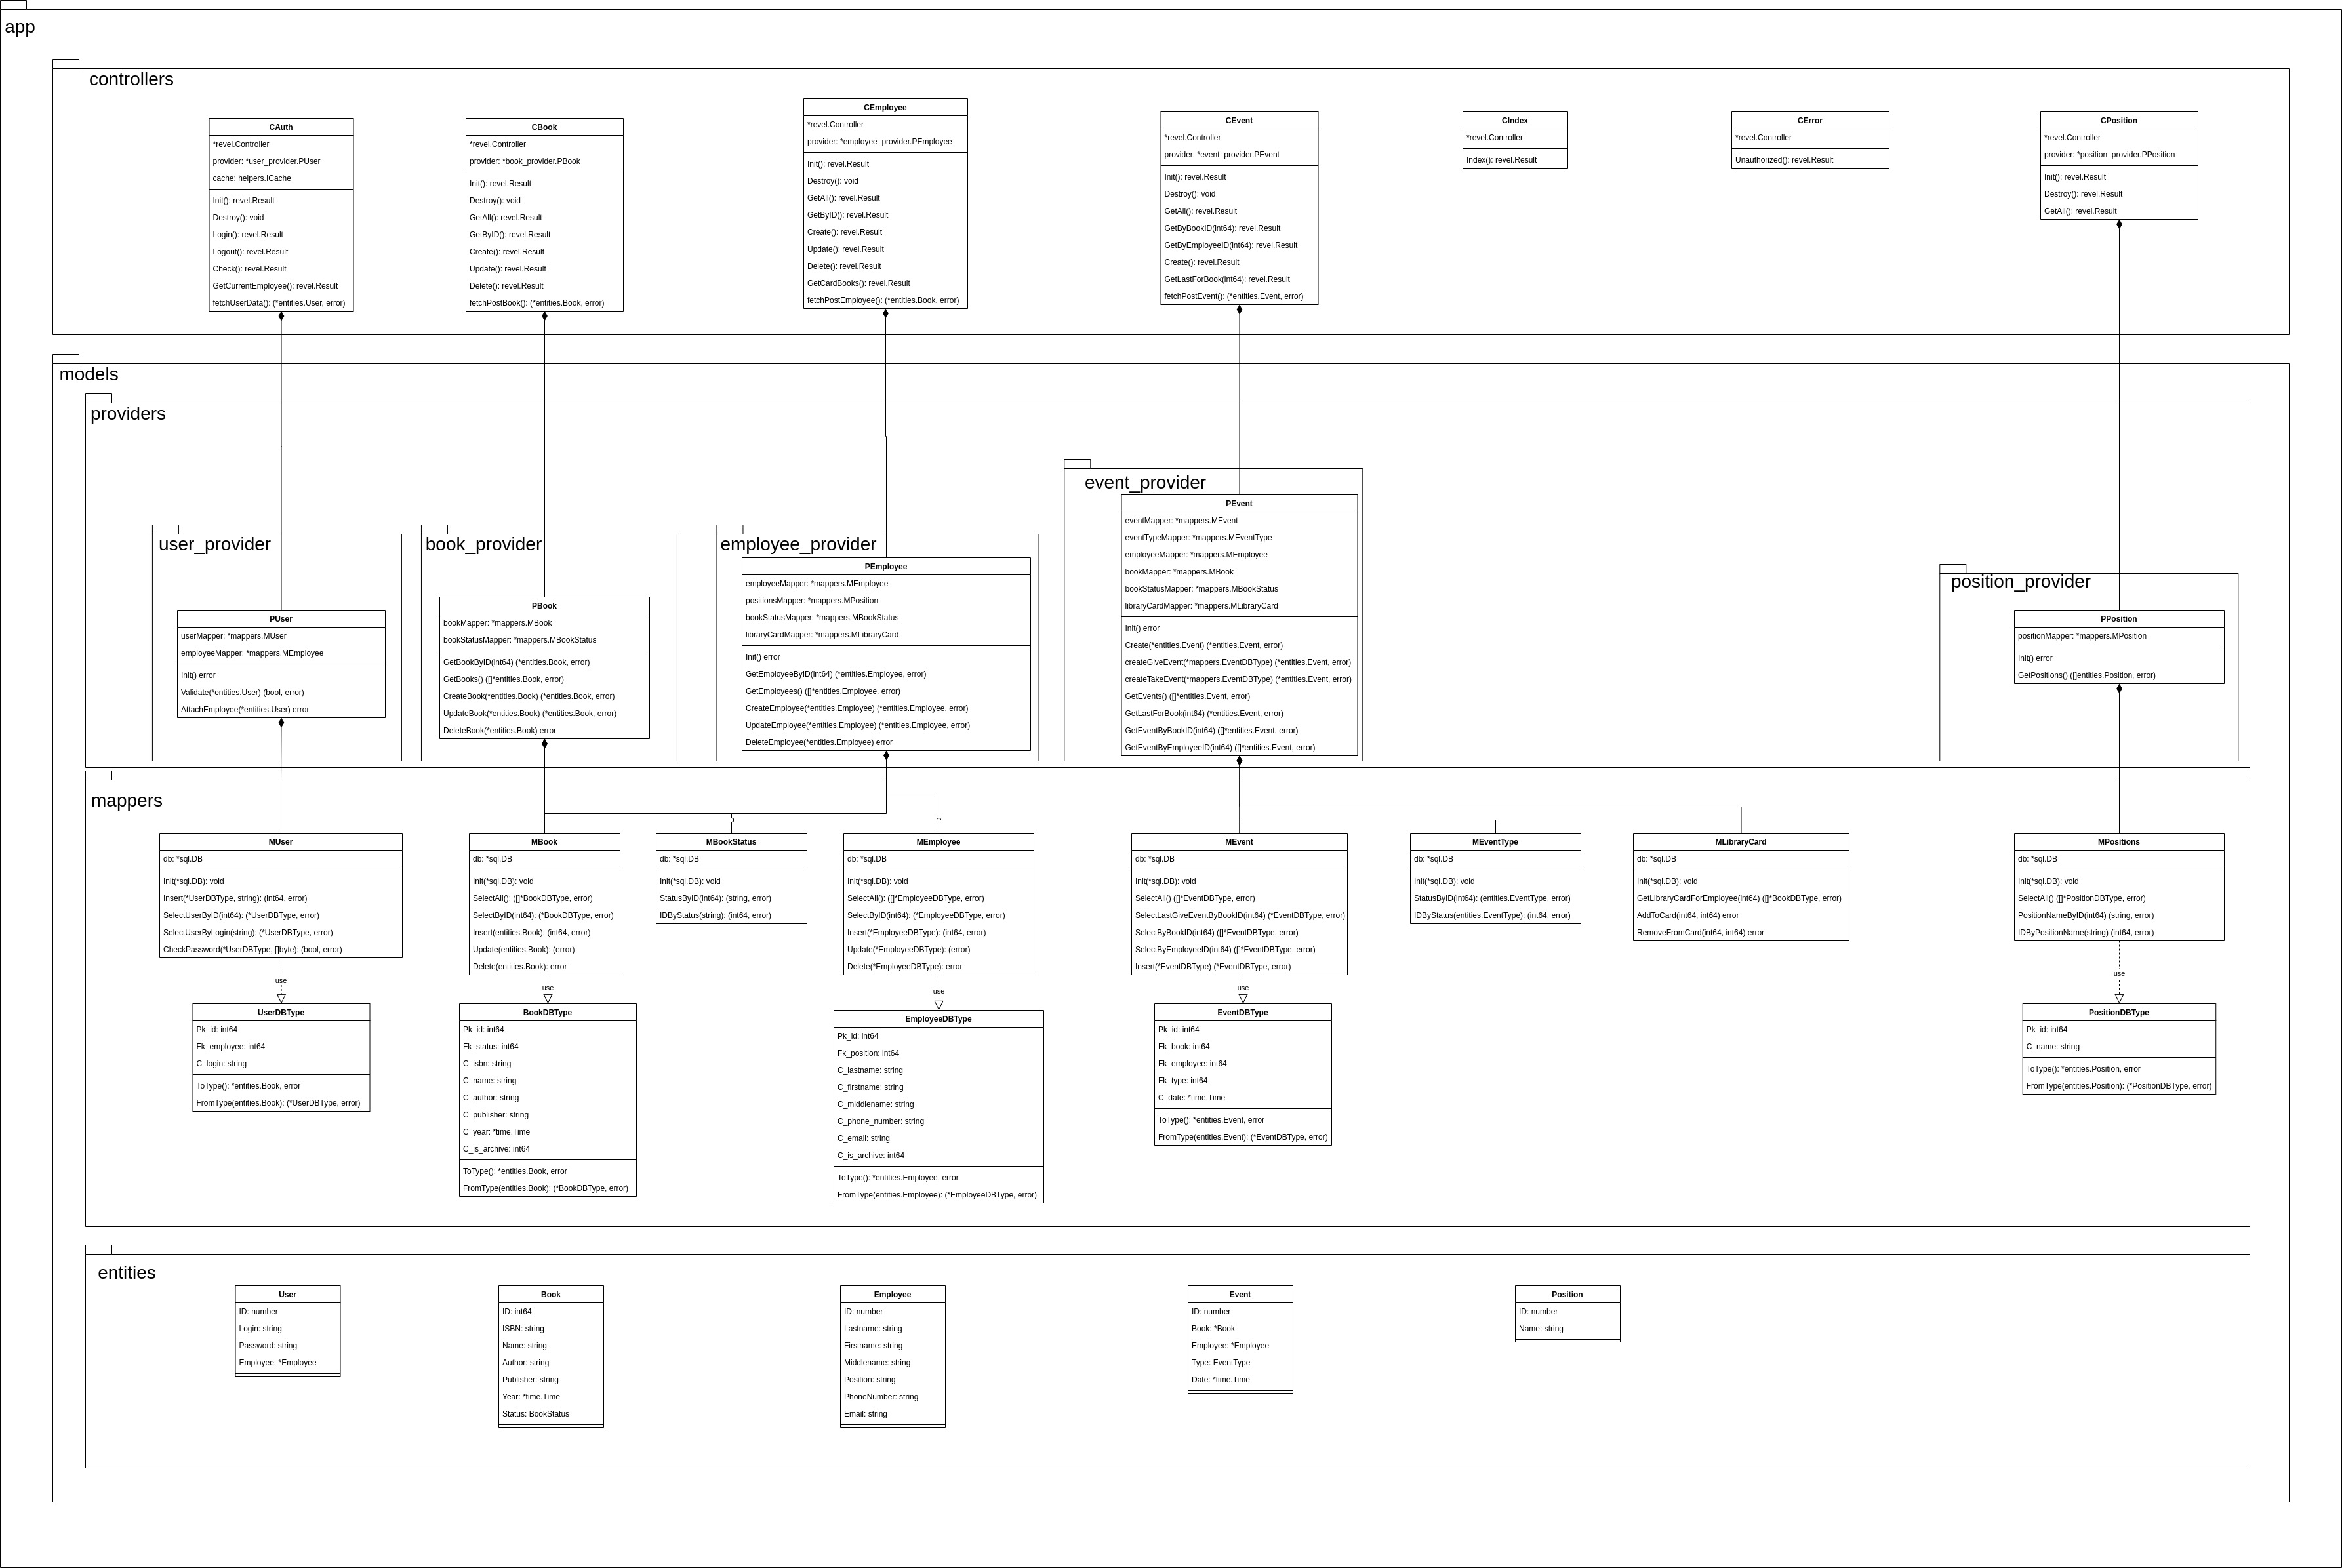 app
controllers
CAuth
*revel.Controller
provider: *user_provider.PUser
cache: helpers.ICache
Init(): revel.Result
Destroy(): void
Login(): revel.Result
Logout(): revel.Result
Check(): revel.Result
GetCurrentEmployee(): revel.Result
fetchUserData(): (*entities.User, error)
CBook
*revel.Controller
provider: *book_provider.PBook
Init(): revel.Result
Destroy(): void
GetAll(): revel.Result
GetByID(): revel.Result
Create(): revel.Result
Update(): revel.Result
Delete(): revel.Result
fetchPostBook(): (*entities.Book, error)
CEmployee
*revel.Controller
provider: *employee_provider.PEmployee
Init(): revel.Result
Destroy(): void
GetAll(): revel.Result
GetByID(): revel.Result
Create(): revel.Result
Update(): revel.Result
Delete(): revel.Result
GetCardBooks(): revel.Result
fetchPostEmployee(): (*entities.Book, error)
CEvent
*revel.Controller
provider: *event_provider.PEvent
Init(): revel.Result
Destroy(): void
GetAll(): revel.Result
GetByBookID(int64): revel.Result
GetByEmployeeID(int64): revel.Result
Create(): revel.Result
GetLastForBook(int64): revel.Result
fetchPostEvent(): (*entities.Event, error)
CIndex
*revel.Controller
Index(): revel.Result
CError
*revel.Controller
Unauthorized(): revel.Result
CPosition
*revel.Controller
provider: *position_provider.PPosition
Init(): revel.Result
Destroy(): revel.Result
GetAll(): revel.Result
models
providers
user_provider
PUser
userMapper: *mappers.MUser
employeeMapper: *mappers.MEmployee
Init() error
Validate(*entities.User) (bool, error)
AttachEmployee(*entities.User) error
book_provider
PBook
bookMapper: *mappers.MBook
bookStatusMapper: *mappers.MBookStatus
GetBookByID(int64) (*entities.Book, error)
GetBooks() ([]*entities.Book, error)
CreateBook(*entities.Book) (*entities.Book, error)
UpdateBook(*entities.Book) (*entities.Book, error)
DeleteBook(*entities.Book) error
employee_provider
PEmployee
employeeMapper: *mappers.MEmployee
positionsMapper: *mappers.MPosition
bookStatusMapper: *mappers.MBookStatus
libraryCardMapper: *mappers.MLibraryCard
Init() error
GetEmployeeByID(int64) (*entities.Employee, error)
GetEmployees() ([]*entities.Employee, error)
CreateEmployee(*entities.Employee) (*entities.Employee, error)
UpdateEmployee(*entities.Employee) (*entities.Employee, error)
DeleteEmployee(*entities.Employee) error
event_provider
PEvent
eventMapper: *mappers.MEvent
eventTypeMapper: *mappers.MEventType
employeeMapper: *mappers.MEmployee
bookMapper: *mappers.MBook
bookStatusMapper: *mappers.MBookStatus
libraryCardMapper: *mappers.MLibraryCard
Init() error
Create(*entities.Event) (*entities.Event, error)
createGiveEvent(*mappers.EventDBType) (*entities.Event, error)
createTakeEvent(*mappers.EventDBType) (*entities.Event, error)
GetEvents() ([]*entities.Event, error)
GetLastForBook(int64) (*entities.Event, error)
GetEventByBookID(int64) ([]*entities.Event, error)
GetEventByEmployeeID(int64) ([]*entities.Event, error)
position_provider
PPosition
positionMapper: *mappers.MPosition
Init() error
GetPositions() ([]entities.Position, error)
mappers
MUser
db: *sql.DB
Init(*sql.DB): void
Insert(*UserDBType, string): (int64, error)
SelectUserByID(int64): (*UserDBType, error)
SelectUserByLogin(string): (*UserDBType, error)
CheckPassword(*UserDBType, []byte): (bool, error)
MBook
db: *sql.DB
Init(*sql.DB): void
SelectAll(): ([]*BookDBType, error)
SelectByID(int64): (*BookDBType, error)
Insert(entities.Book): (int64, error)
Update(entities.Book): (error)
Delete(entities.Book): error
MBookStatus
db: *sql.DB
Init(*sql.DB): void
StatusByID(int64): (string, error)
IDByStatus(string): (int64, error)
MEmployee
db: *sql.DB
Init(*sql.DB): void
SelectAll(): ([]*EmployeeDBType, error)
SelectByID(int64): (*EmployeeDBType, error)
Insert(*EmployeeDBType): (int64, error)
Update(*EmployeeDBType): (error)
Delete(*EmployeeDBType): error
MEvent
db: *sql.DB
Init(*sql.DB): void
SelectAll() ([]*EventDBType, error)
SelectLastGiveEventByBookID(int64) (*EventDBType, error)
SelectByBookID(int64) ([]*EventDBType, error)
SelectByEmployeeID(int64) ([]*EventDBType, error)
Insert(*EventDBType) (*EventDBType, error)
MEventType
db: *sql.DB
Init(*sql.DB): void
StatusByID(int64): (entities.EventType, error)
IDByStatus(entities.EventType): (int64, error)
MLibraryCard
db: *sql.DB
Init(*sql.DB): void
GetLibraryCardForEmployee(int64) ([]*BookDBType, error)
AddToCard(int64, int64) error
RemoveFromCard(int64, int64) error
MPositions
db: *sql.DB
Init(*sql.DB): void
SelectAll() ([]*PositionDBType, error)
PositionNameByID(int64) (string, error)
IDByPositionName(string) (int64, error)
use
use
use
use
use
UserDBType
Pk_id: int64
Fk_employee: int64
C_login: string
ToType(): *entities.Book, error
FromType(entities.Book): (*UserDBType, error)
BookDBType
Pk_id: int64
Fk_status: int64
C_isbn: string
C_name: string
C_author: string
C_publisher: string
C_year: *time.Time
C_is_archive: int64
ToType(): *entities.Book, error
FromType(entities.Book): (*BookDBType, error)
EmployeeDBType
Pk_id: int64
Fk_position: int64
C_lastname: string
C_firstname: string
C_middlename: string
C_phone_number: string
C_email: string
C_is_archive: int64
ToType(): *entities.Employee, error
FromType(entities.Employee): (*EmployeeDBType, error)
EventDBType
Pk_id: int64
Fk_book: int64
Fk_employee: int64
Fk_type: int64
C_date: *time.Time
ToType(): *entities.Event, error
FromType(entities.Event): (*EventDBType, error)
PositionDBType
Pk_id: int64
C_name: string
ToType(): *entities.Position, error
FromType(entities.Position): (*PositionDBType, error)
entities
User
ID: number
Login: string
Password: string
Employee: *Employee
Book
ID: int64
ISBN: string
Name: string
Author: string
Publisher: string
Year: *time.Time
Status: BookStatus
Employee
ID: number
Lastname: string
Firstname: string
Middlename: string
Position: string
PhoneNumber: string
Email: string
Event
ID: number
Book: *Book
Employee: *Employee
Type: EventType
Date: *time.Time
Position
ID: number
Name: string